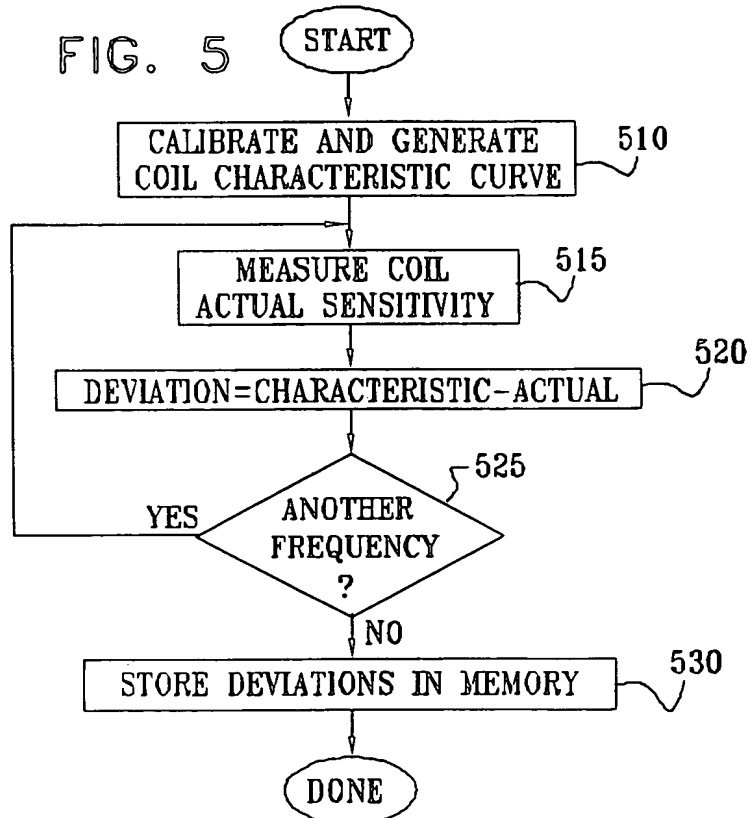 FIG. 5
START
CALIBRATE AND GENERATE
COIL CHARACTERISTIC CURVE
510
MEASURE COIL
ACTUAL SENSITIVITY
515
DEVIATION=CHARACTERISTIC-ACTUAL
520
525
YES
ANOTHER
FREQUENCY
?
NO
STORE DEVIATIONS IN MEMORY
530
DONE